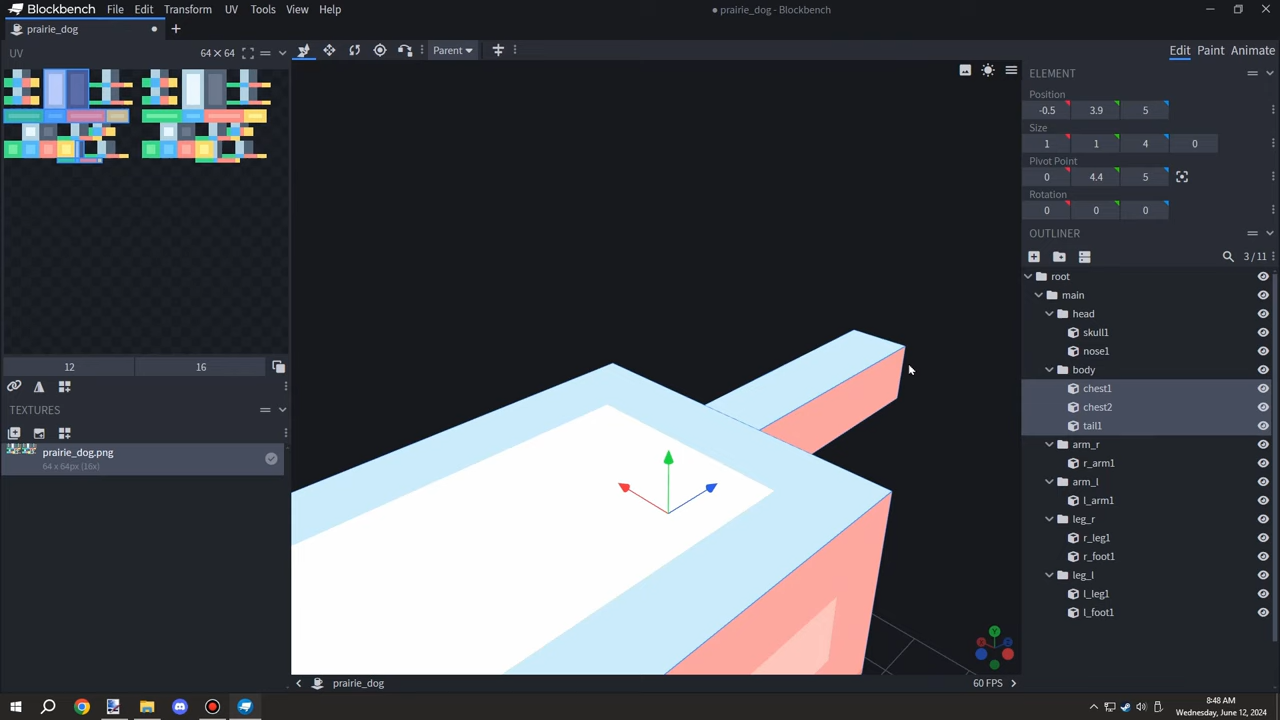 Blockbench File Edit Transform UV Tools View Help
prairie_dog - Blockbench
prairie_dog
UV 64 × 64
Parent
Edit Paint Animate
ELEMENT
Position
-0.5 3.9 5
Size
1 1 4 0
Pivot Point
0 4.4 5
Rotation
0 0 0
OUTLINER
3/11
root
main
head
skull1
nose1
body
chest1
chest2
tail1
arm_r
r_arm1
arm_l
l_arm1
leg_r
r_leg1
r_foot1
leg_l
l_leg1
l_foot1
12 16
TEXTURES
prairie_dog.png
64 x 64px (16x)
prairie_dog
60 FPS
8:48 AM
Wednesday, June 12, 2024